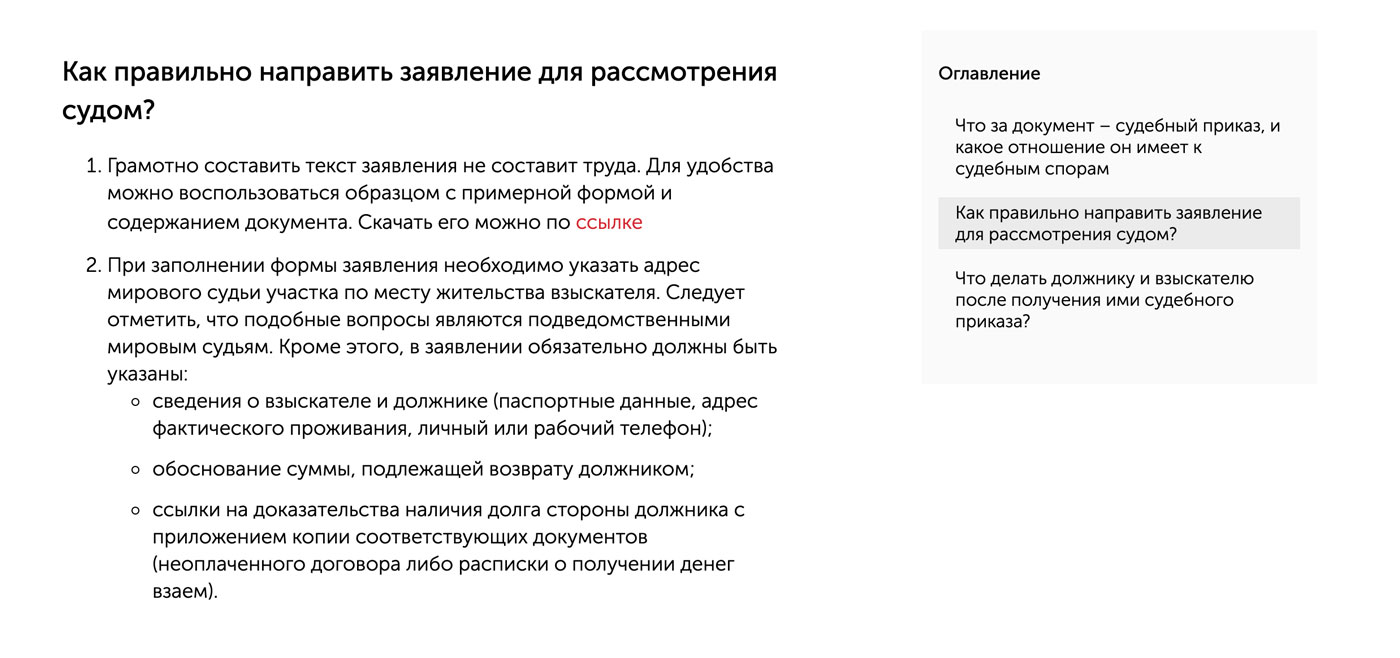 Как правильно направить заявление для рассмотрения
судом?
1. Грамотно составить текст заявления не составит труда. Для удобства
можно воспользоваться образцом с примерной формой и
содержанием документа. Скачать его можно по ссылке
2. При заполнении формы заявления необходимо указать адрес
мирового судьи участка по месту жительства взыскателя. Следует
отметить, что подобные вопросы являются подведомственными
мировым судьям. Кроме этого, в заявлении обязательно должны быть
указаны:
сведения о взыскателе и должнике (паспортные данные, адрес
фактического проживания, личный или рабочий телефон);
обоснование суммы, подлежащей возврату должником;
ссылки на доказательства наличия долга стороны должника с
приложением копии соответствующих документов
(неоплаченного договора либо расписки о получении денег
взаем).
Оглавление
Что за документ – судебный приказ, и
какое отношение он имеет к
судебным спорам
Как правильно направить заявление
для рассмотрения судом?
Что делать должнику и взыскателю
после получения ими судебного
приказа?